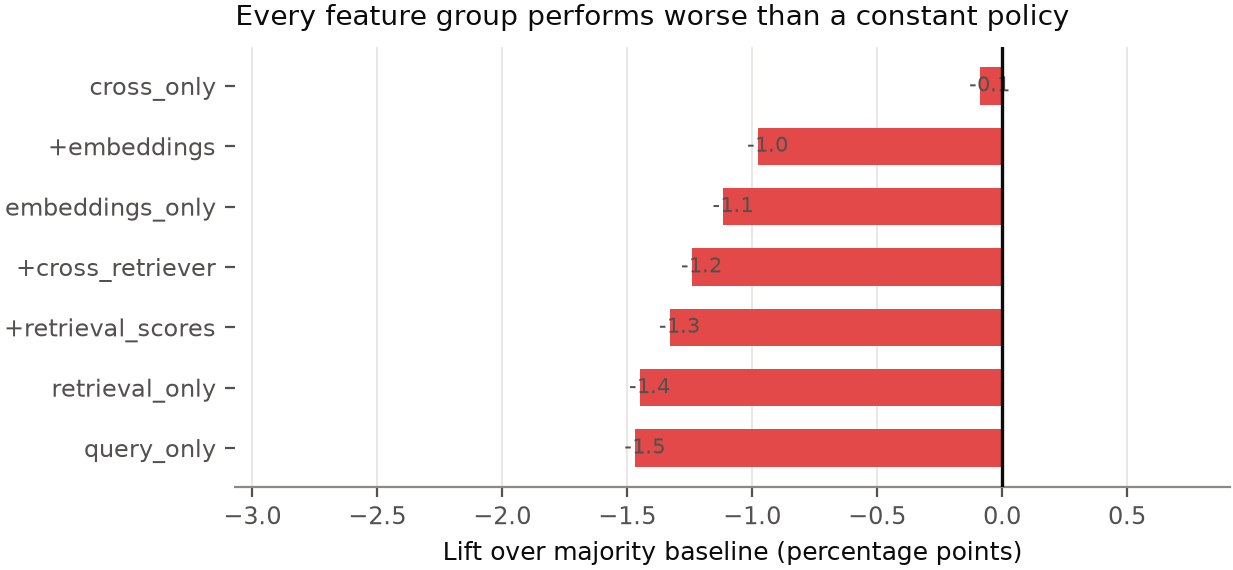 Every feature group performs worse than a constant policy
cross_only
-0.1
+embeddings
-1.0
embeddings_only
-1.1
+cross_retriever
-1.2
+retrieval_scores
-1.3
retrieval_only
-1.4
query_only
-1.5
−3.0 −2.5 −2.0 −1.5 −1.0 −0.5 0.0 0.5
Lift over majority baseline (percentage points)